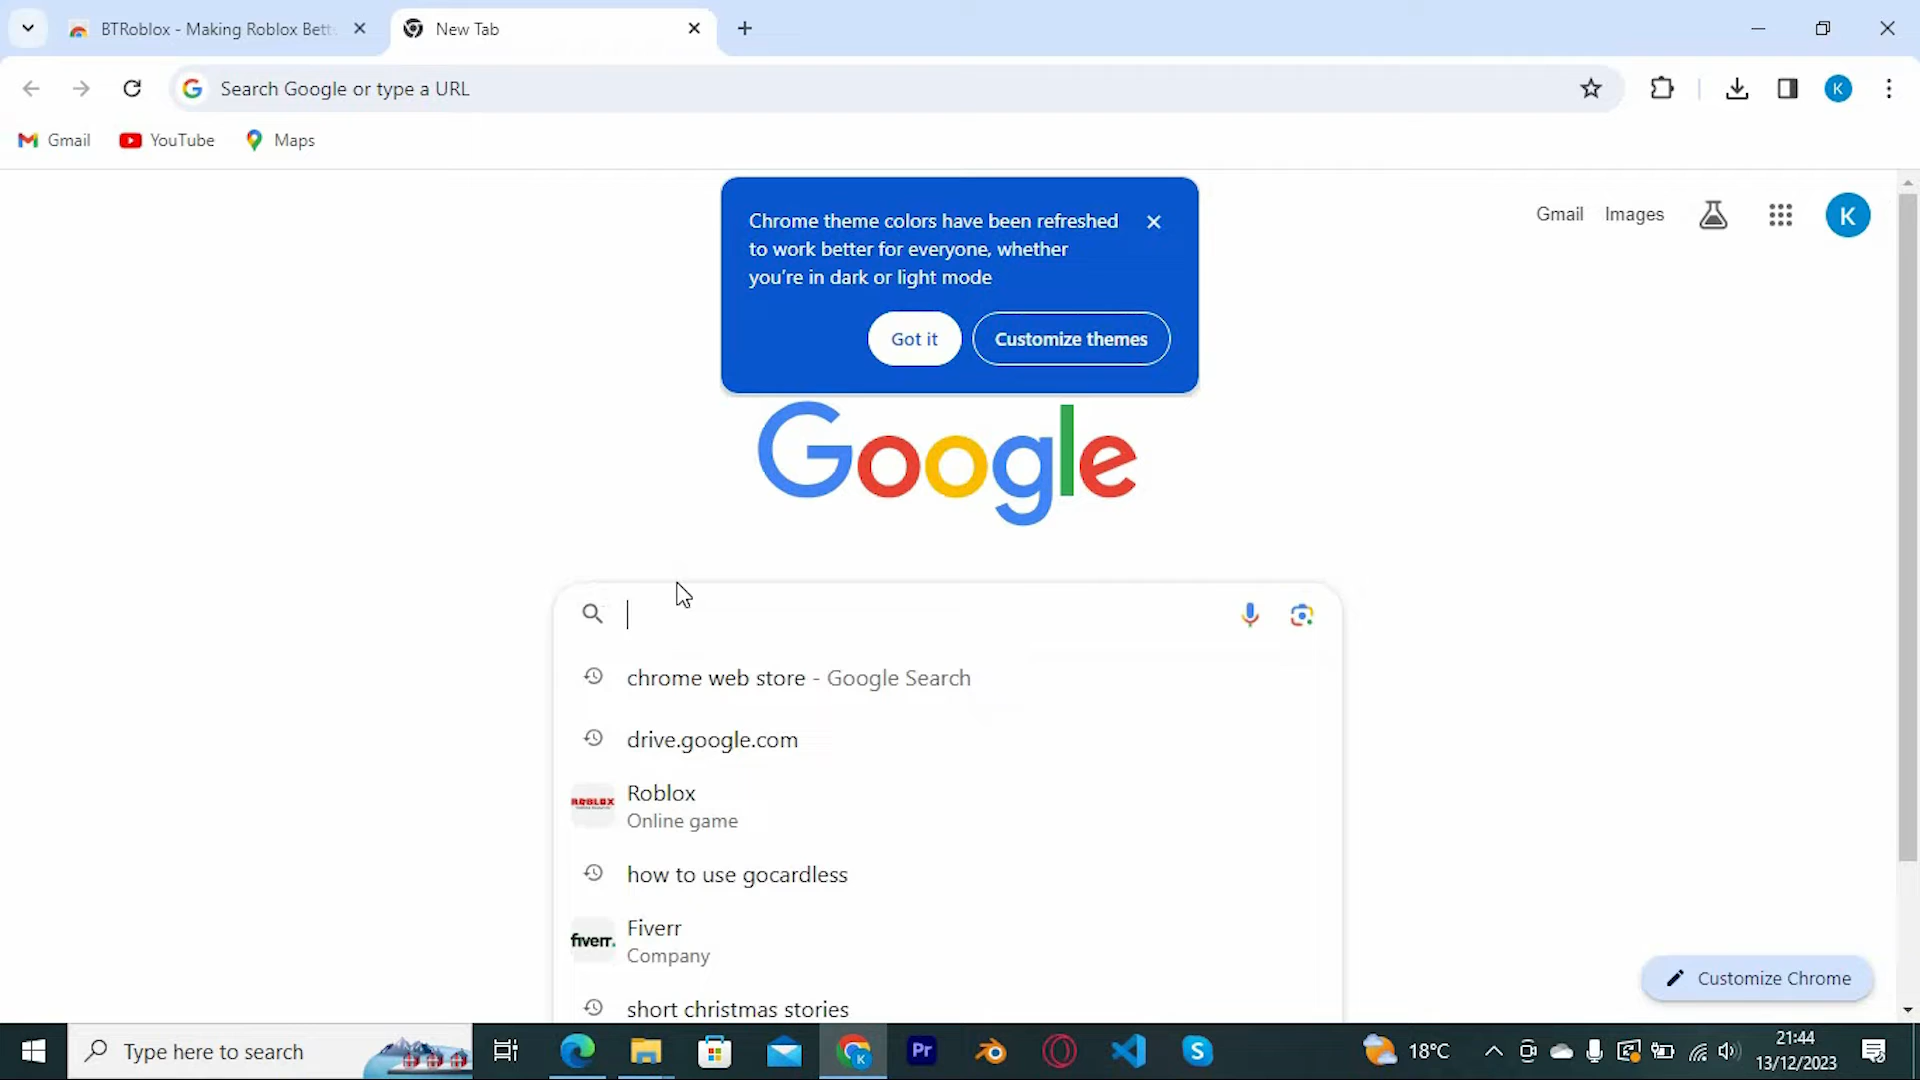 BTRoblox - Making Roblox Bett
New Tab
Search Google or type a URL
K
Gmail
YouTube
Maps
Chrome theme colors have been refreshed
to work better for everyone, whether
you're in dark or light mode
Got it
Customize themes
Gmail
Images
K
Google
chrome web store - Google Search
drive.google.com
ROBLOX
Roblox
Online game
how to use gocardless
fiverr.
Fiverr
Company
short christmas stories
Customize Chrome
Type here to search
K
Pr
18°C
21:44
13/12/2023